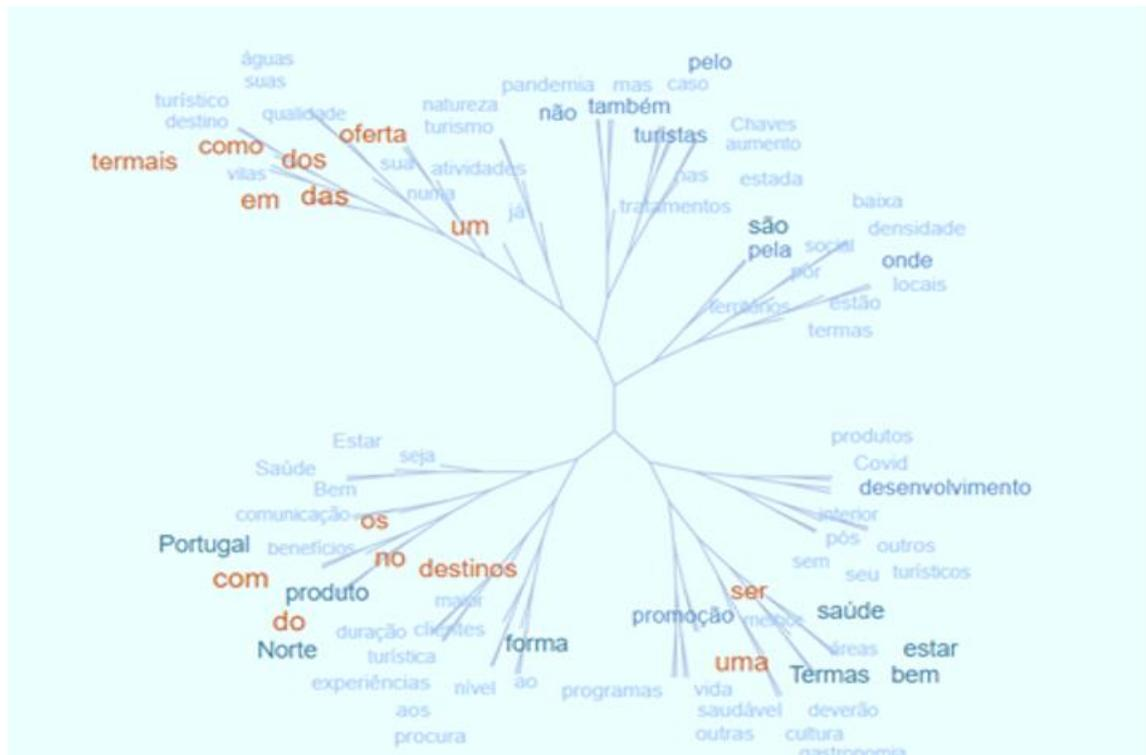 águas
suas
turístico
destino
qualidade
termais
como
dos
oferta
vilas
sua
em
das
natureza
turismo
atividades
numa
já
um
pelo
pandemia mas caso
não também
turistas
Chaves
aumento
nas
estada
tratamentos
são
pela
baixa
densidade
social
onde
por
locais
territórios
estão
termas
Estar
seja
Saúde
Bem
comunicação
os
Portugal
benefícios
no
com
destinos
produto
maior
do
duração
clientes
Norte
forma
turística
experiências
nível
ao
aos
procura
produtos
Covid
desenvolvimento
interior
pós
outros
sem
seu
turísticos
ser
promoção
melhor
saúde
áreas
estar
uma
Termas
bem
programas
vida
saudável
deverão
outras
cultura
gastronomia